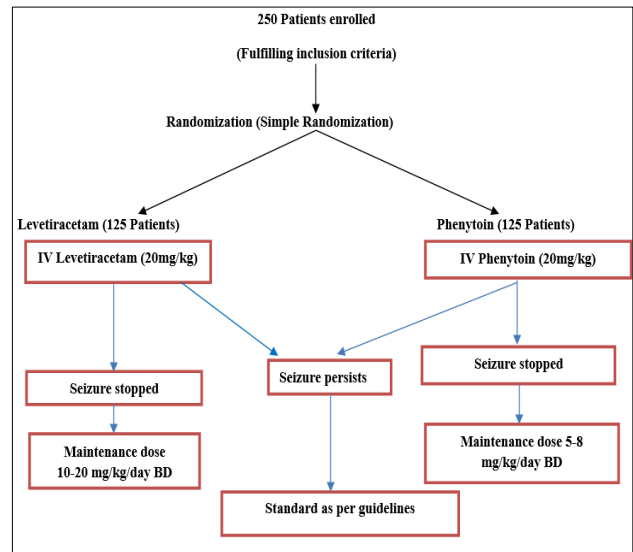 250 Patients enrolled
(Fulfilling inclusion criteria)
Randomization (Simple Randomization)
Levetiracetam (125 Patients)
Phenytoin (125 Patients)
IV Levetiracetam (20mg/kg)
IV Phenytoin (20mg/kg)
Seizure stopped
Seizure persists
Seizure stopped
Maintenance dose
10-20 mg/kg/day BD
Maintenance dose 5-8
mg/kg/day BD
Standard as per guidelines